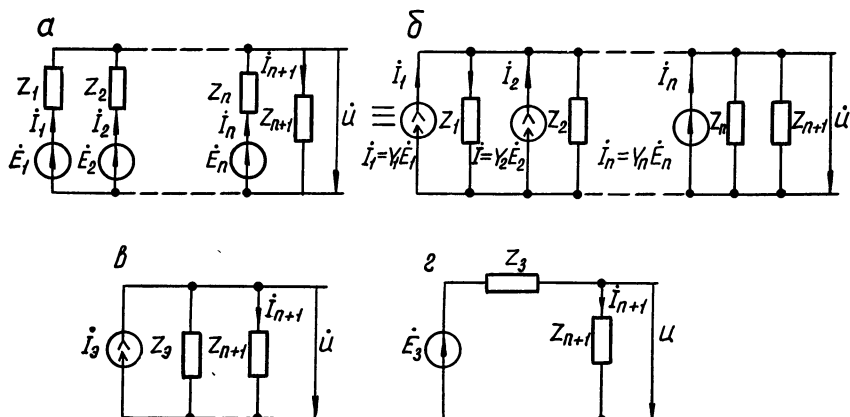 а
Z1 Z2 Zn İn+1 Zn+1 U̇
İ1 İ2 İn
Ė1 Ė2 Ėn
≡
б
İ1 İ2 İn
Z1 Z2 Zn Zn+1 U̇
İ1=Y1Ė1 İ=Y2Ė2 İn=YnĖn
в
İэ Zэ Zn+1 İn+1 U̇
г
Z3
Ė3 Zn+1 İn+1 U